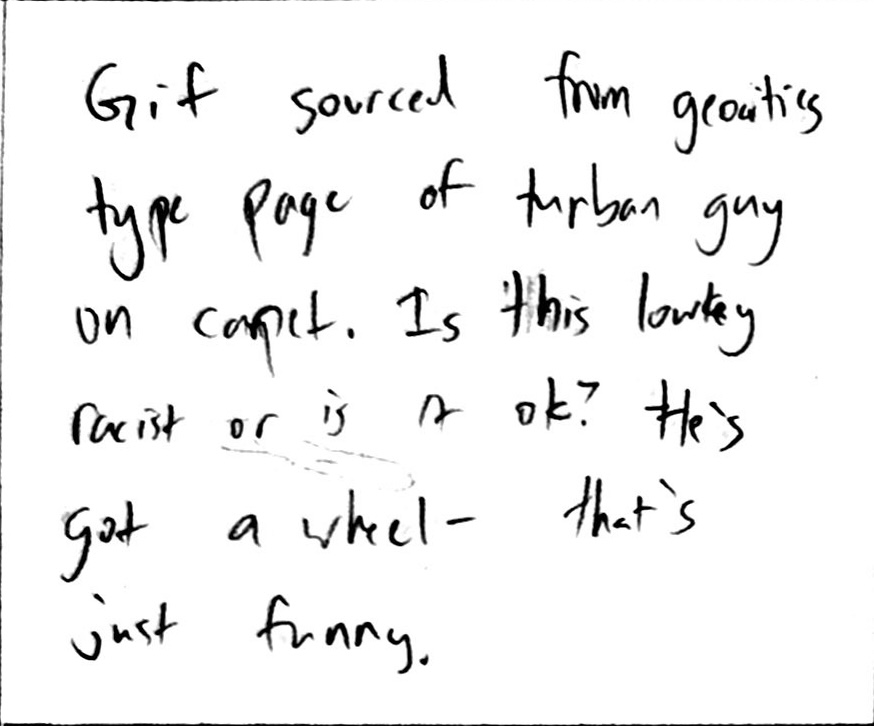 Gif sourced from geocities
type page of turban guy
on carpet. Is this lowkey
racist or is it ok? He's
got a wheel- that's
just funny.